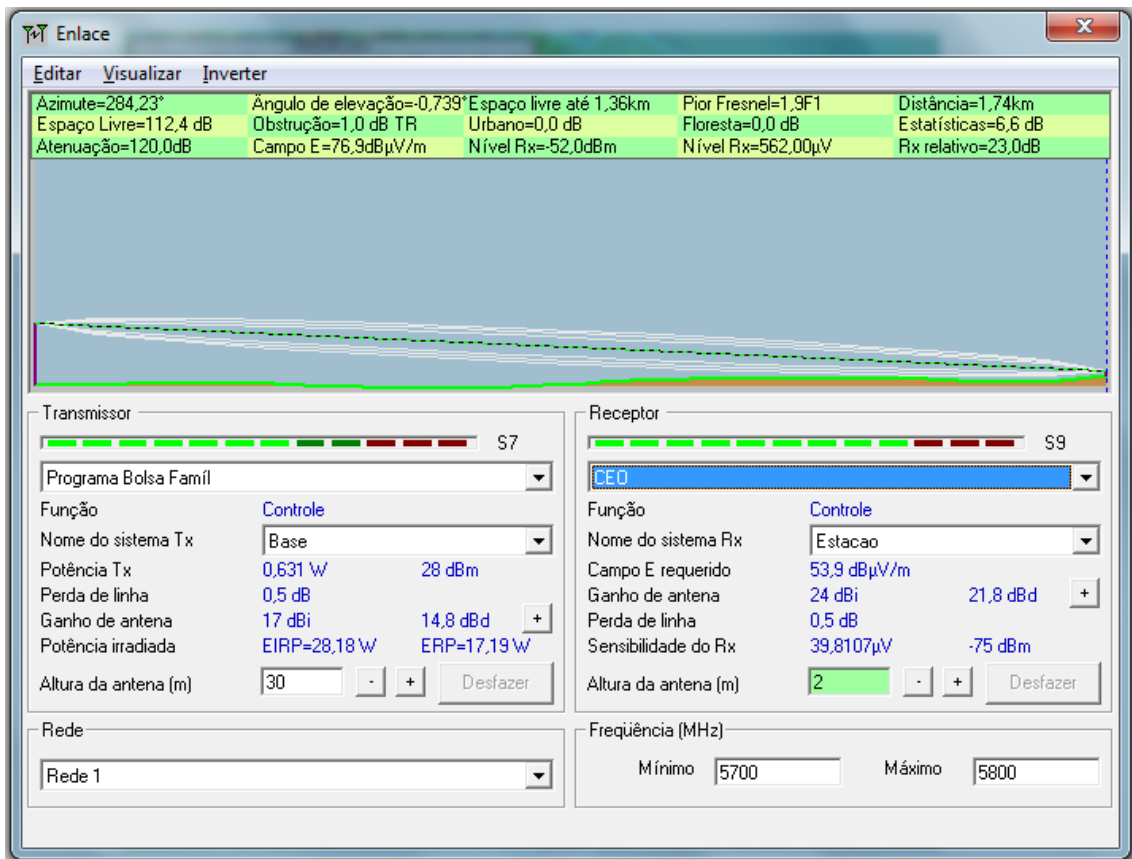 Enlace
Editar Visualizar Inverter
Azimute=284,23° Ângulo de elevação=-0,739° Espaço livre até 1,36km Pior Fresnel=1,9F1 Distância=1,74km
Espaço Livre=112,4 dB Obstrução=1,0 dB TR Urbano=0,0 dB Floresta=0,0 dB Estatísticas=6,6 dB
Atenuação=120,0dB Campo E=76,9dBµV/m Nível Rx=-52,0dBm Nível Rx=562,00µV Rx relativo=23,0dB
Transmissor Receptor
S7 S9
Programa Bolsa Famíl CEO
Função Controle Função Controle
Nome do sistema Tx Base Nome do sistema Rx Estacao
Potência Tx 0,631 W 28 dBm Campo E requerido 53,9 dBµV/m
Perda de linha 0,5 dB Ganho de antena 24 dBi 21,8 dBd +
Ganho de antena 17 dBi 14,8 dBd + Perda de linha 0,5 dB
Potência irradiada EIRP=28,18 W ERP=17,19 W Sensibilidade do Rx 39,8107µV -75 dBm
Altura da antena (m) 30 - + Desfazer Altura da antena (m) 2 - + Desfazer
Rede Freqüência (MHz)
Rede 1 Mínimo 5700 Máximo 5800